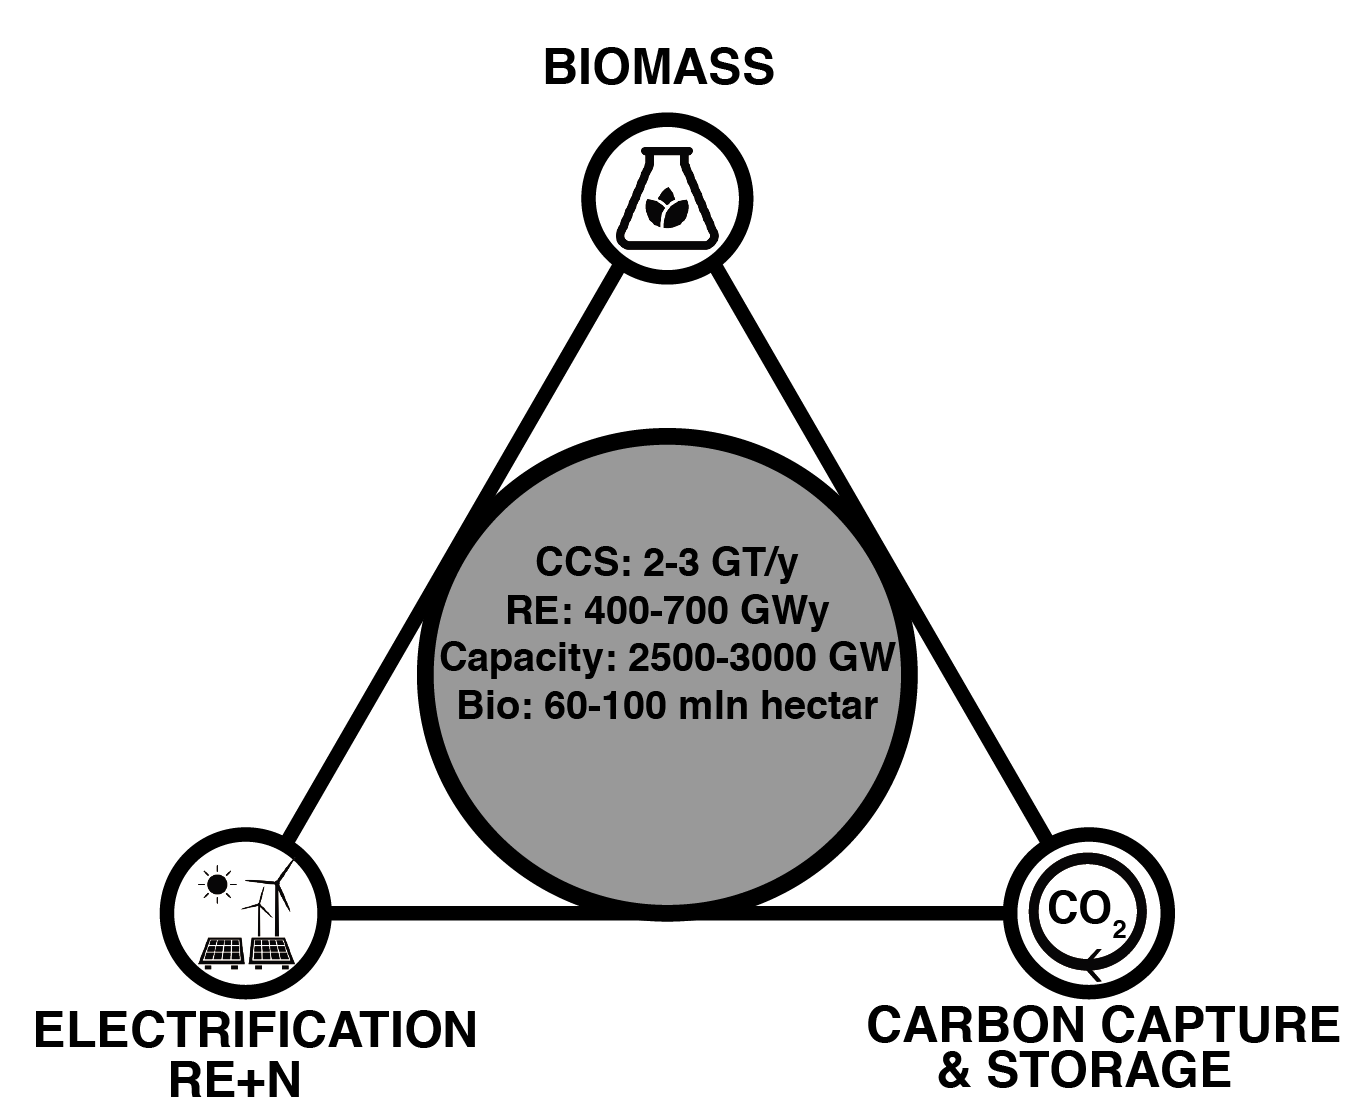 BIOMASS
CCS: 2-3 GT/y
RE: 400-700 GWy
Capacity: 2500-3000 GW
Bio: 60-100 mln hectar
CO₂
ELECTRIFICATION
RE+N
CARBON CAPTURE
& STORAGE